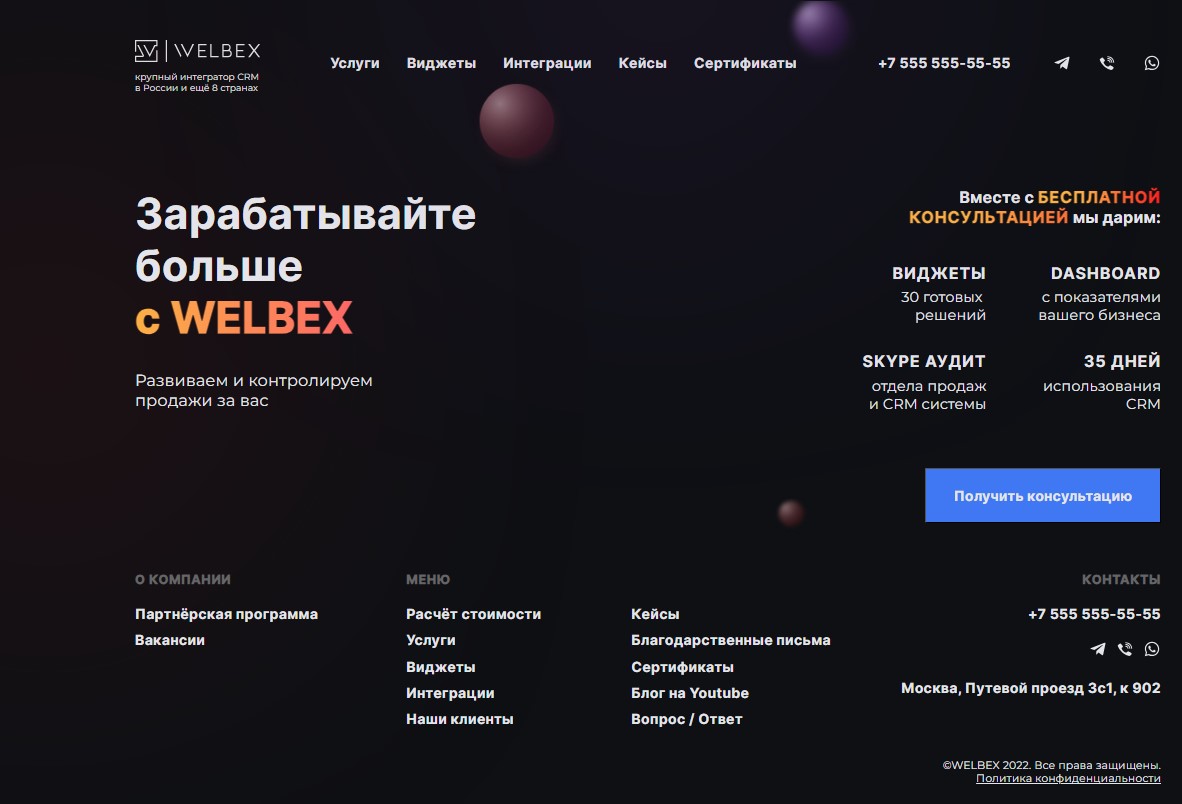 WELBEX
крупный интегратор CRM
в России и ещё 8 странах
Услуги Виджеты Интеграции Кейсы Сертификаты +7 555 555-55-55
Зарабатывайте
больше
с WELBEX
Развиваем и контролируем
продажи за вас
Вместе с БЕСПЛАТНОЙ
КОНСУЛЬТАЦИЕЙ мы дарим:
ВИДЖЕТЫ
30 готовых
решений
DASHBOARD
с показателями
вашего бизнеса
SKYPE АУДИТ
отдела продаж
и CRM системы
35 ДНЕЙ
использования
CRM
Получить консультацию
О КОМПАНИИ
Партнёрская программа
Вакансии
МЕНЮ
Расчёт стоимости
Услуги
Виджеты
Интеграции
Наши клиенты
Кейсы
Благодарственные письма
Сертификаты
Блог на Youtube
Вопрос / Ответ
КОНТАКТЫ
+7 555 555-55-55
Москва, Путевой проезд 3с1, к 902
©WELBEX 2022. Все права защищены.
Политика конфиденциальности